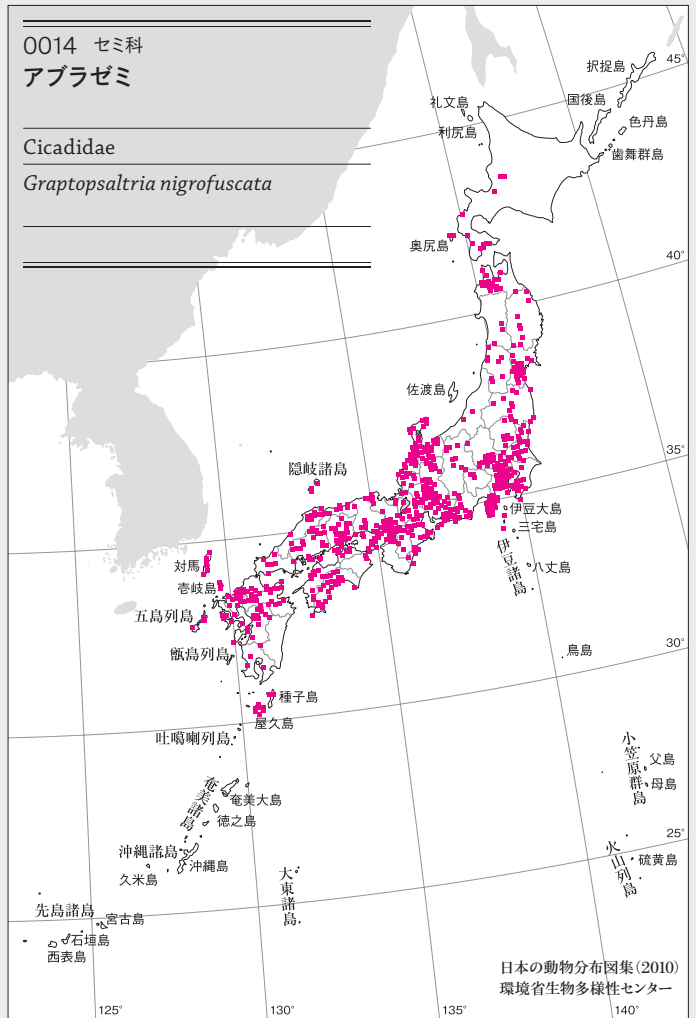 0014 セミ科
アブラゼミ
Cicadidae
Graptopsaltria nigrofuscata
45°
択捉島
礼文島
国後島
色丹島
利尻島
歯舞群島
奥尻島
40°
佐渡島
35°
隠岐諸島
伊豆大島
三宅島
伊豆諸島
八丈島
対馬
壱岐島
五島列島
甑島列島
鳥島
30°
種子島
屋久島
吐噶喇列島
小笠原群島
父島
母島
奄美諸島
奄美大島
徳之島
25°
沖縄諸島
沖縄島
久米島
火山列島
硫黄島
大東諸島
先島諸島
宮古島
石垣島
西表島
日本の動物分布図集(2010)
環境省生物多様性センター
125°
130°
135°
140°